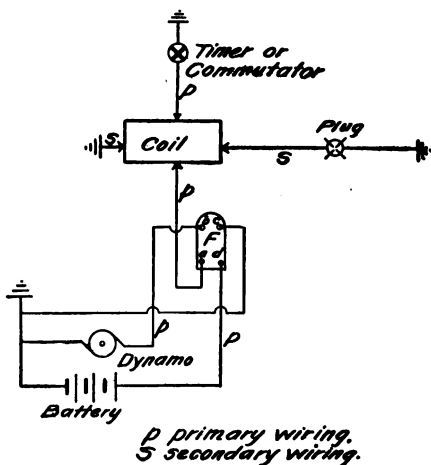 Timer or
Commutator
p
Coil
S
S
Plug
p
b c
F
a d
p
p
Dynamo
Battery
p primary wiring.
S secondary wiring.